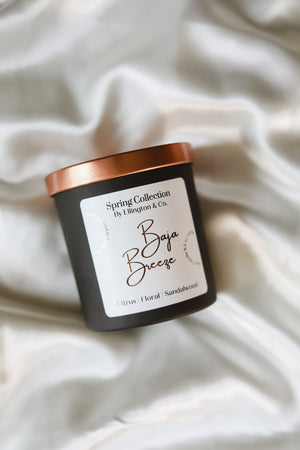 Spring Collection
By Ellington & Co.
Baja
Breeze
Citrus | Floral | Sandalwood